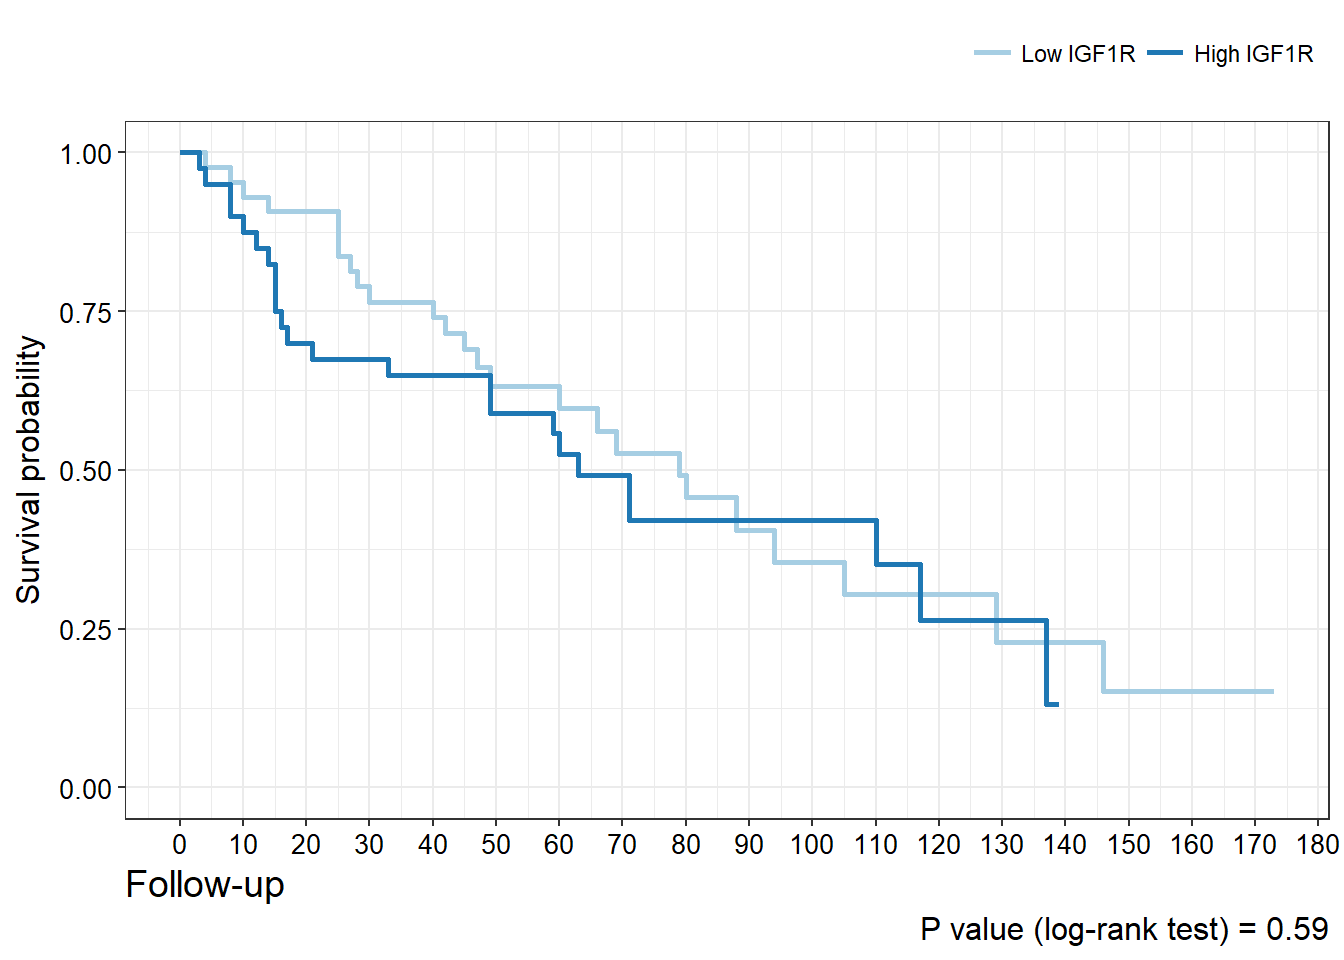 Low IGF1R High IGF1R
Survival probability
1.00
0.75
0.50
0.25
0.00
0 10 20 30 40 50 60 70 80 90 100 110 120 130 140 150 160 170 180
Follow-up
P value (log-rank test) = 0.59